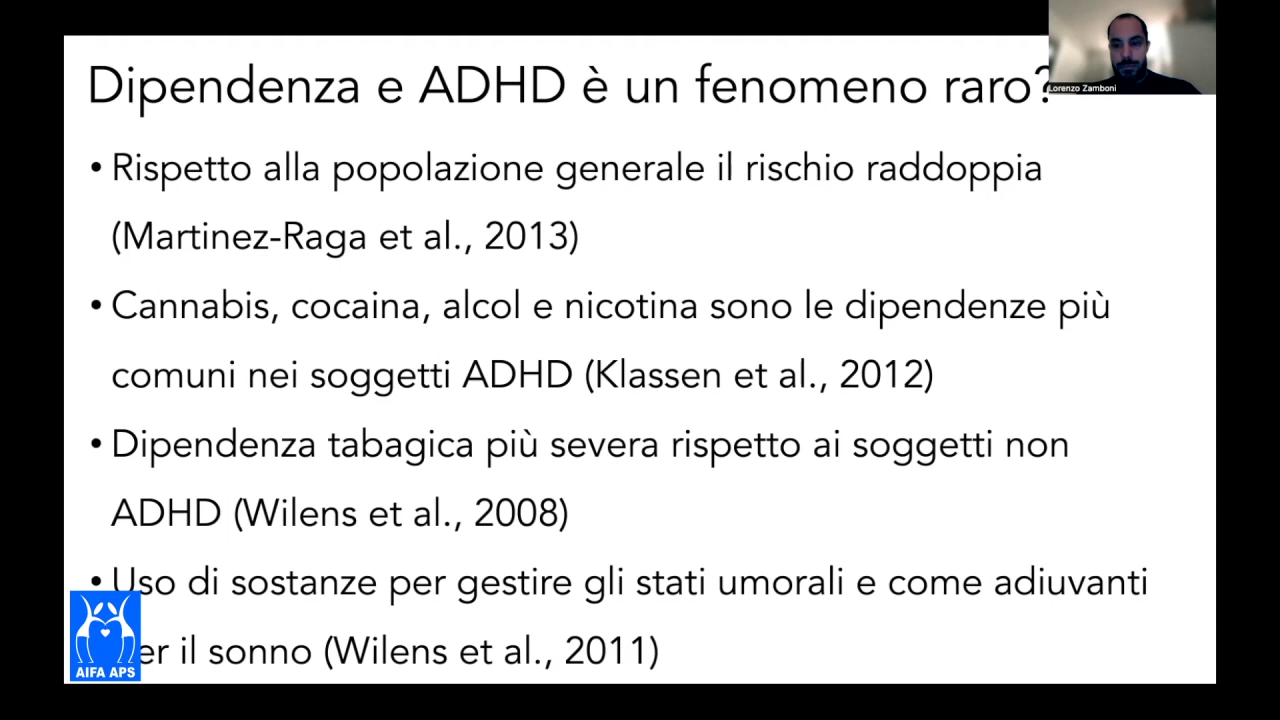 Dipendenza e ADHD è un fenomeno raro?
Lorenzo Zamboni
• Rispetto alla popolazione generale il rischio raddoppia
(Martinez-Raga et al., 2013)
• Cannabis, cocaina, alcol e nicotina sono le dipendenze più
comuni nei soggetti ADHD (Klassen et al., 2012)
• Dipendenza tabagica più severa rispetto ai soggetti non
ADHD (Wilens et al., 2008)
• Uso di sostanze per gestire gli stati umorali e come adiuvanti
per il sonno (Wilens et al., 2011)
AIFA APS